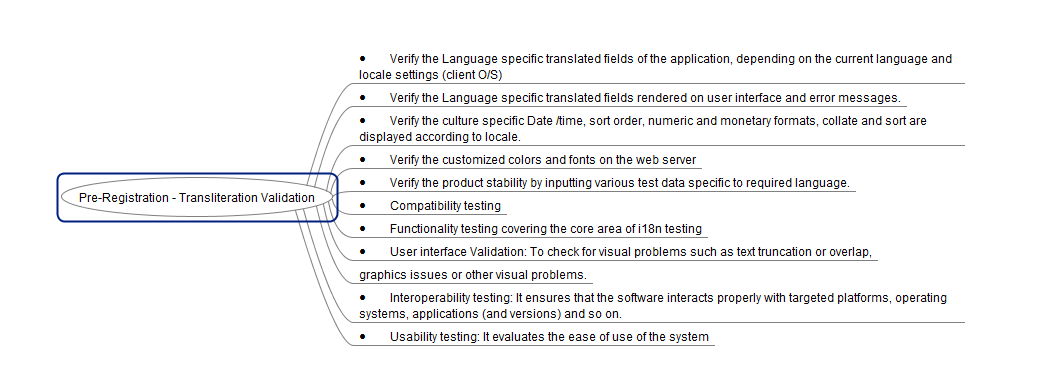 ● Verify the Language specific translated fields of the application, depending on the current language and
locale settings (client O/S)
● Verify the Language specific translated fields rendered on user interface and error messages.
● Verify the culture specific Date /time, sort order, numeric and monetary formats, collate and sort are
displayed according to locale.
● Verify the customized colors and fonts on the web server
● Verify the product stability by inputting various test data specific to required language.
Pre-Registration - Transliteration Validation
● Compatibility testing
● Functionality testing covering the core area of i18n testing
● User interface Validation: To check for visual problems such as text truncation or overlap,
graphics issues or other visual problems.
● Interoperability testing: It ensures that the software interacts properly with targeted platforms, operating
systems, applications (and versions) and so on.
● Usability testing: It evaluates the ease of use of the system